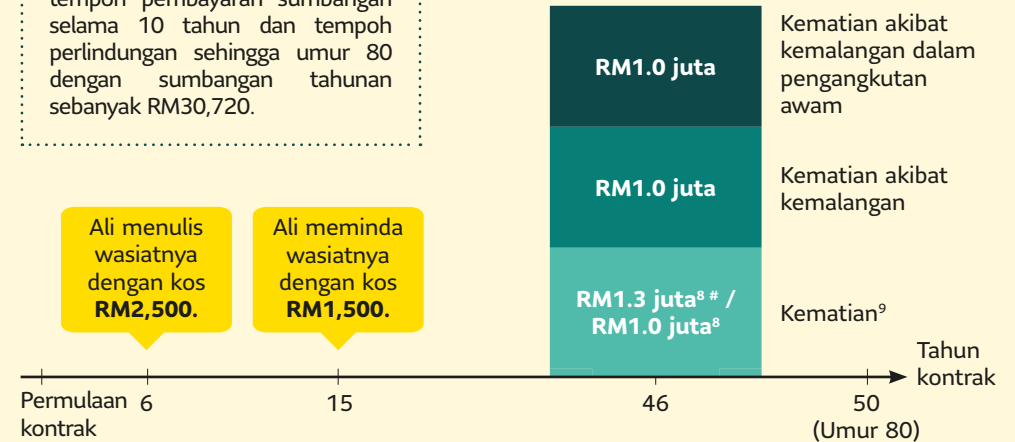 tempoh pembayaran sumbangan
selama 10 tahun dan tempoh
perlindungan sehingga umur 80
dengan sumbangan tahunan
sebanyak RM30,720.
RM1.0 juta
Kematian akibat
kemalangan dalam
pengangkutan
awam
RM1.0 juta
Kematian akibat
kemalangan
Ali menulis
wasiatnya
dengan kos
RM2,500.
Ali meminda
wasiatnya
dengan kos
RM1,500.
RM1.3 juta⁸ # /
RM1.0 juta⁸
Kematian⁹
Tahun
kontrak
Permulaan
kontrak
6
15
46
50
(Umur 80)